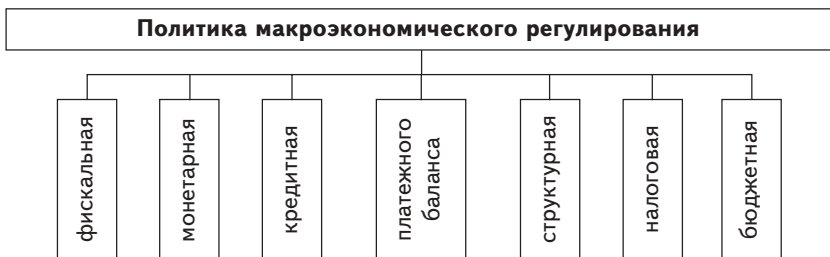 Политика макроэкономического регулирования
фискальная
монетарная
кредитная
платежного
баланса
структурная
налоговая
бюджетная